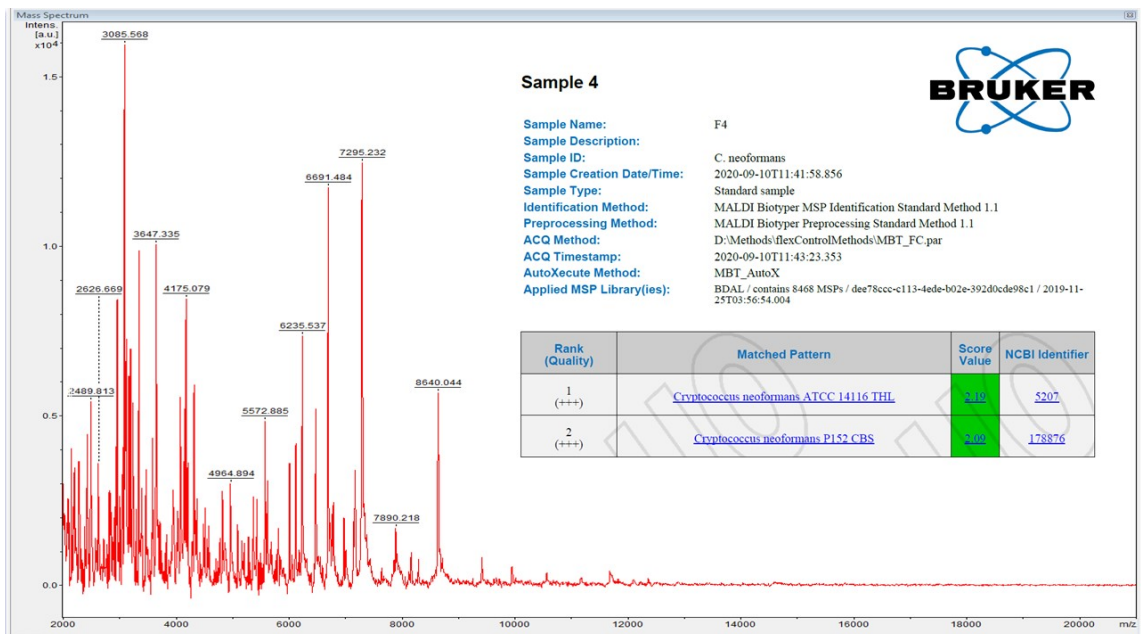 Mass Spectrum
Intens.
[a.u.]
x10⁴
3085.568
1.5
7295.232
6691.484
3647.335
1.0
2626.669
4175.079
6235.537
8640.044
2489.813
0.5
5572.885
4964.894
7890.218
0.0
2000 4000 6000 8000 10000 12000 14000 16000 18000 20000 m/z
BRUKER
Sample 4
Sample Name: F4
Sample Description:
Sample ID: C. neoformans
Sample Creation Date/Time: 2020-09-10T11:41:58.856
Sample Type: Standard sample
Identification Method: MALDI Biotyper MSP Identification Standard Method 1.1
Preprocessing Method: MALDI Biotyper Preprocessing Standard Method 1.1
ACQ Method: D:\Methods\flexControlMethods\MBT_FC.par
ACQ Timestamp: 2020-09-10T11:43:23.353
AutoXecute Method: MBT_AutoX
Applied MSP Library(ies): BDAL / contains 8468 MSPs / dee78ccc-c113-4ede-b02e-392d0cde98c1 / 2019-11-
25T03:56:54.004
Rank
(Quality)
Matched Pattern
Score
Value
NCBI Identifier
1
(+++)
Cryptococcus neoformans ATCC 14116 THL
2.19
5207
2
(+++)
Cryptococcus neoformans P152 CBS
2.09
178876